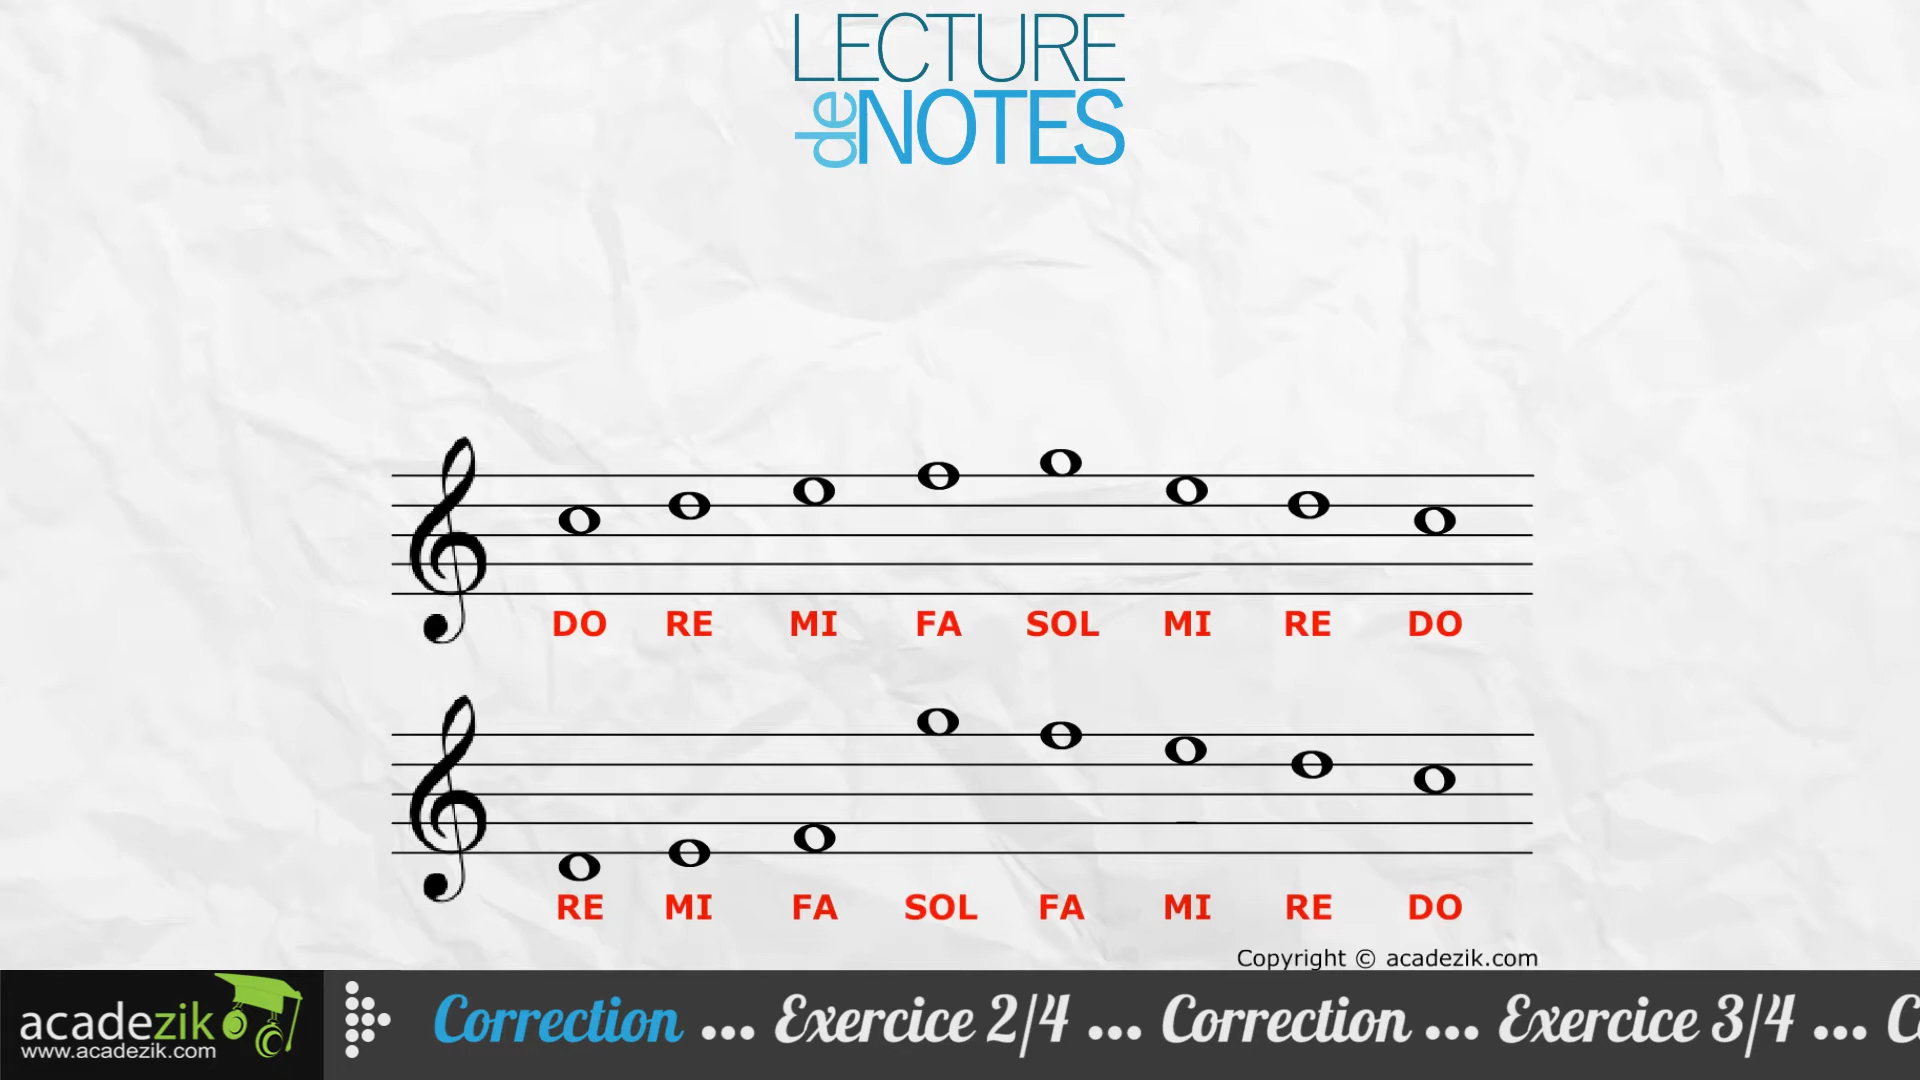 LECTURE
de NOTES
DO RE MI FA SOL MI RE DO
RE MI FA SOL FA MI RE DO
Copyright © acadezik.com
acadezik
www.acadezik.com
Correction ... Exercice 2/4 ... Correction ... Exercice 3/4 ...